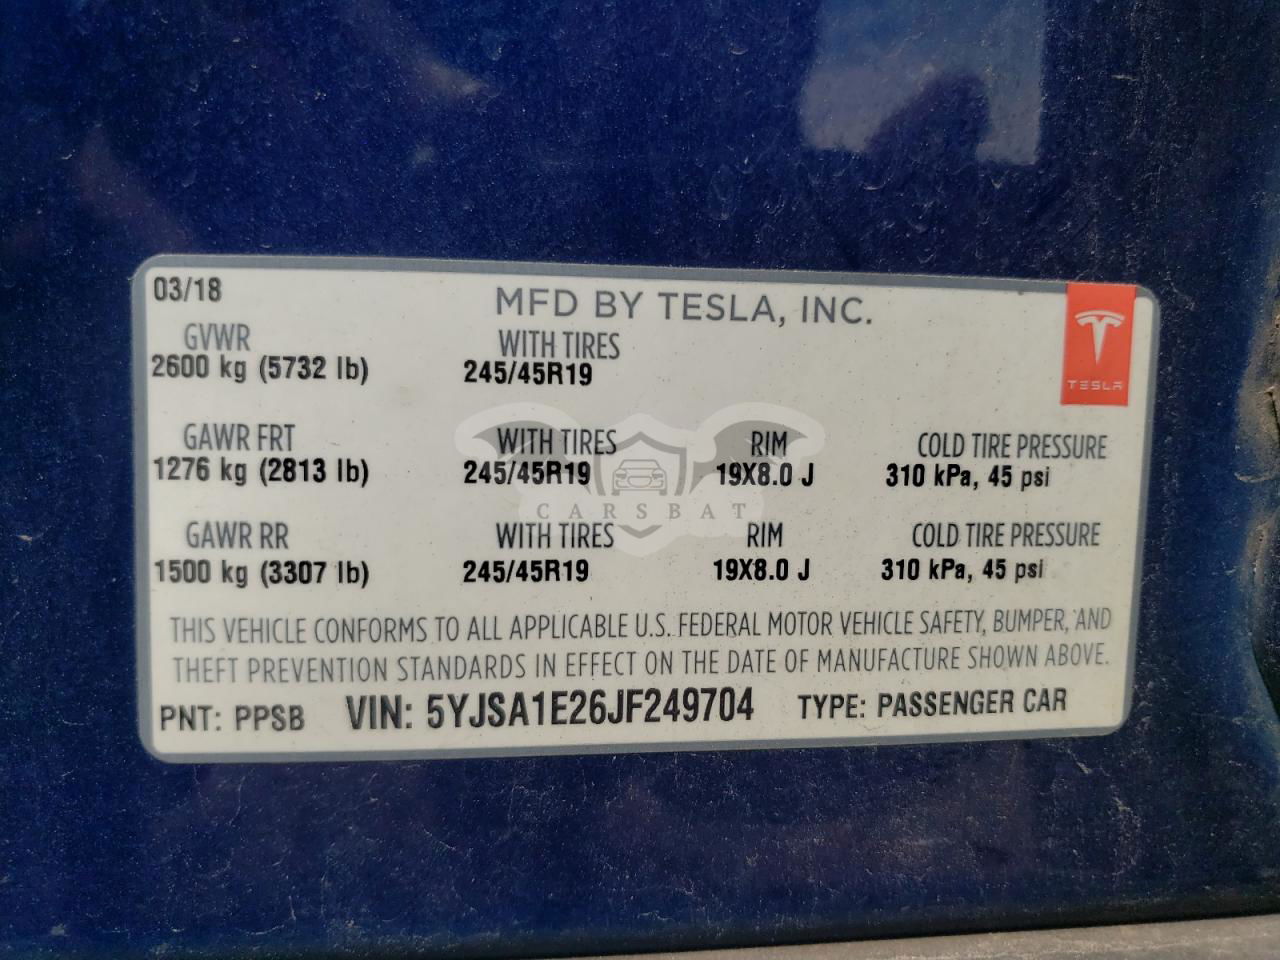 03/18 MFD BY TESLA, INC.
GVWR WITH TIRES
2600 kg (5732 lb) 245/45R19
TESLA
GAWR FRT WITH TIRES RIM COLD TIRE PRESSURE
1276 kg (2813 lb) 245/45R19 19X8.0 J 310 kPa, 45 psi
CARSBAT
GAWR RR WITH TIRES RIM COLD TIRE PRESSURE
1500 kg (3307 lb) 245/45R19 19X8.0 J 310 kPa, 45 psi
THIS VEHICLE CONFORMS TO ALL APPLICABLE U.S. FEDERAL MOTOR VEHICLE SAFETY, BUMPER, AND
THEFT PREVENTION STANDARDS IN EFFECT ON THE DATE OF MANUFACTURE SHOWN ABOVE.
PNT: PPSB VIN: 5YJSA1E26JF249704 TYPE: PASSENGER CAR